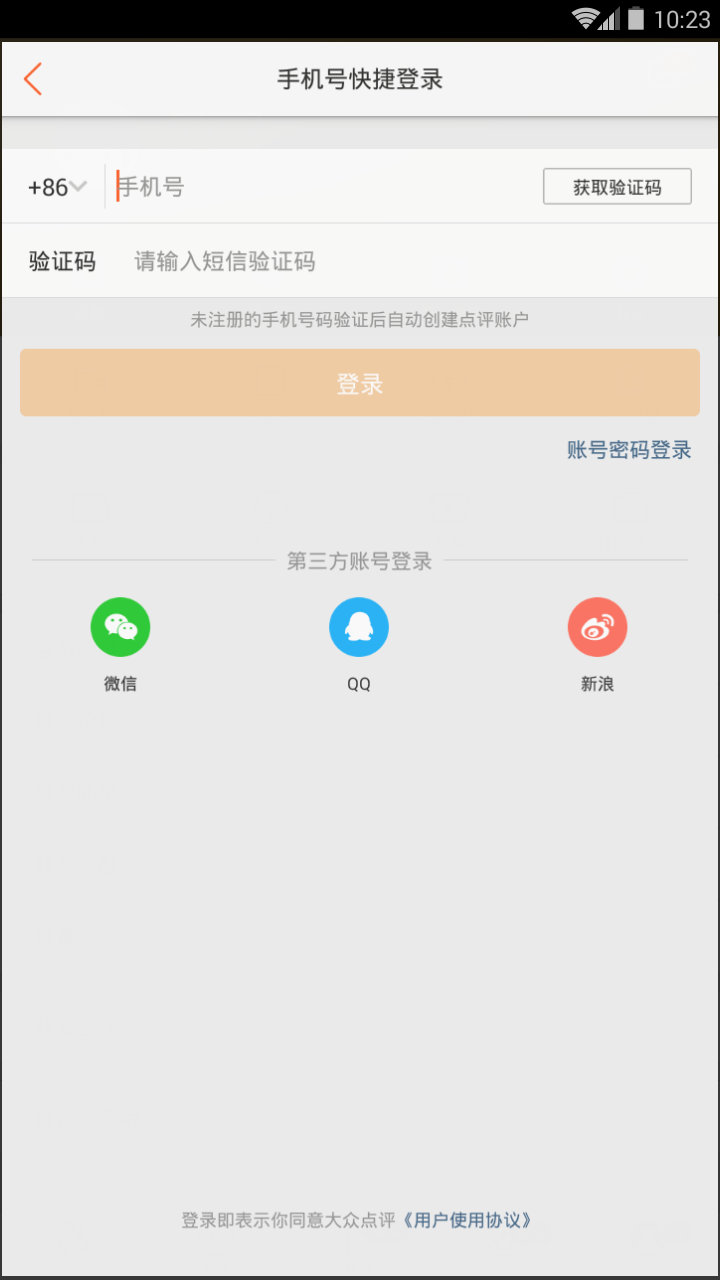 10:23
手机号快捷登录
+86 手机号 获取验证码
验证码 请输入短信验证码
未注册的手机号码验证后自动创建点评账户
登录
账号密码登录
第三方账号登录
微信 QQ 新浪
登录即表示你同意大众点评《用户使用协议》